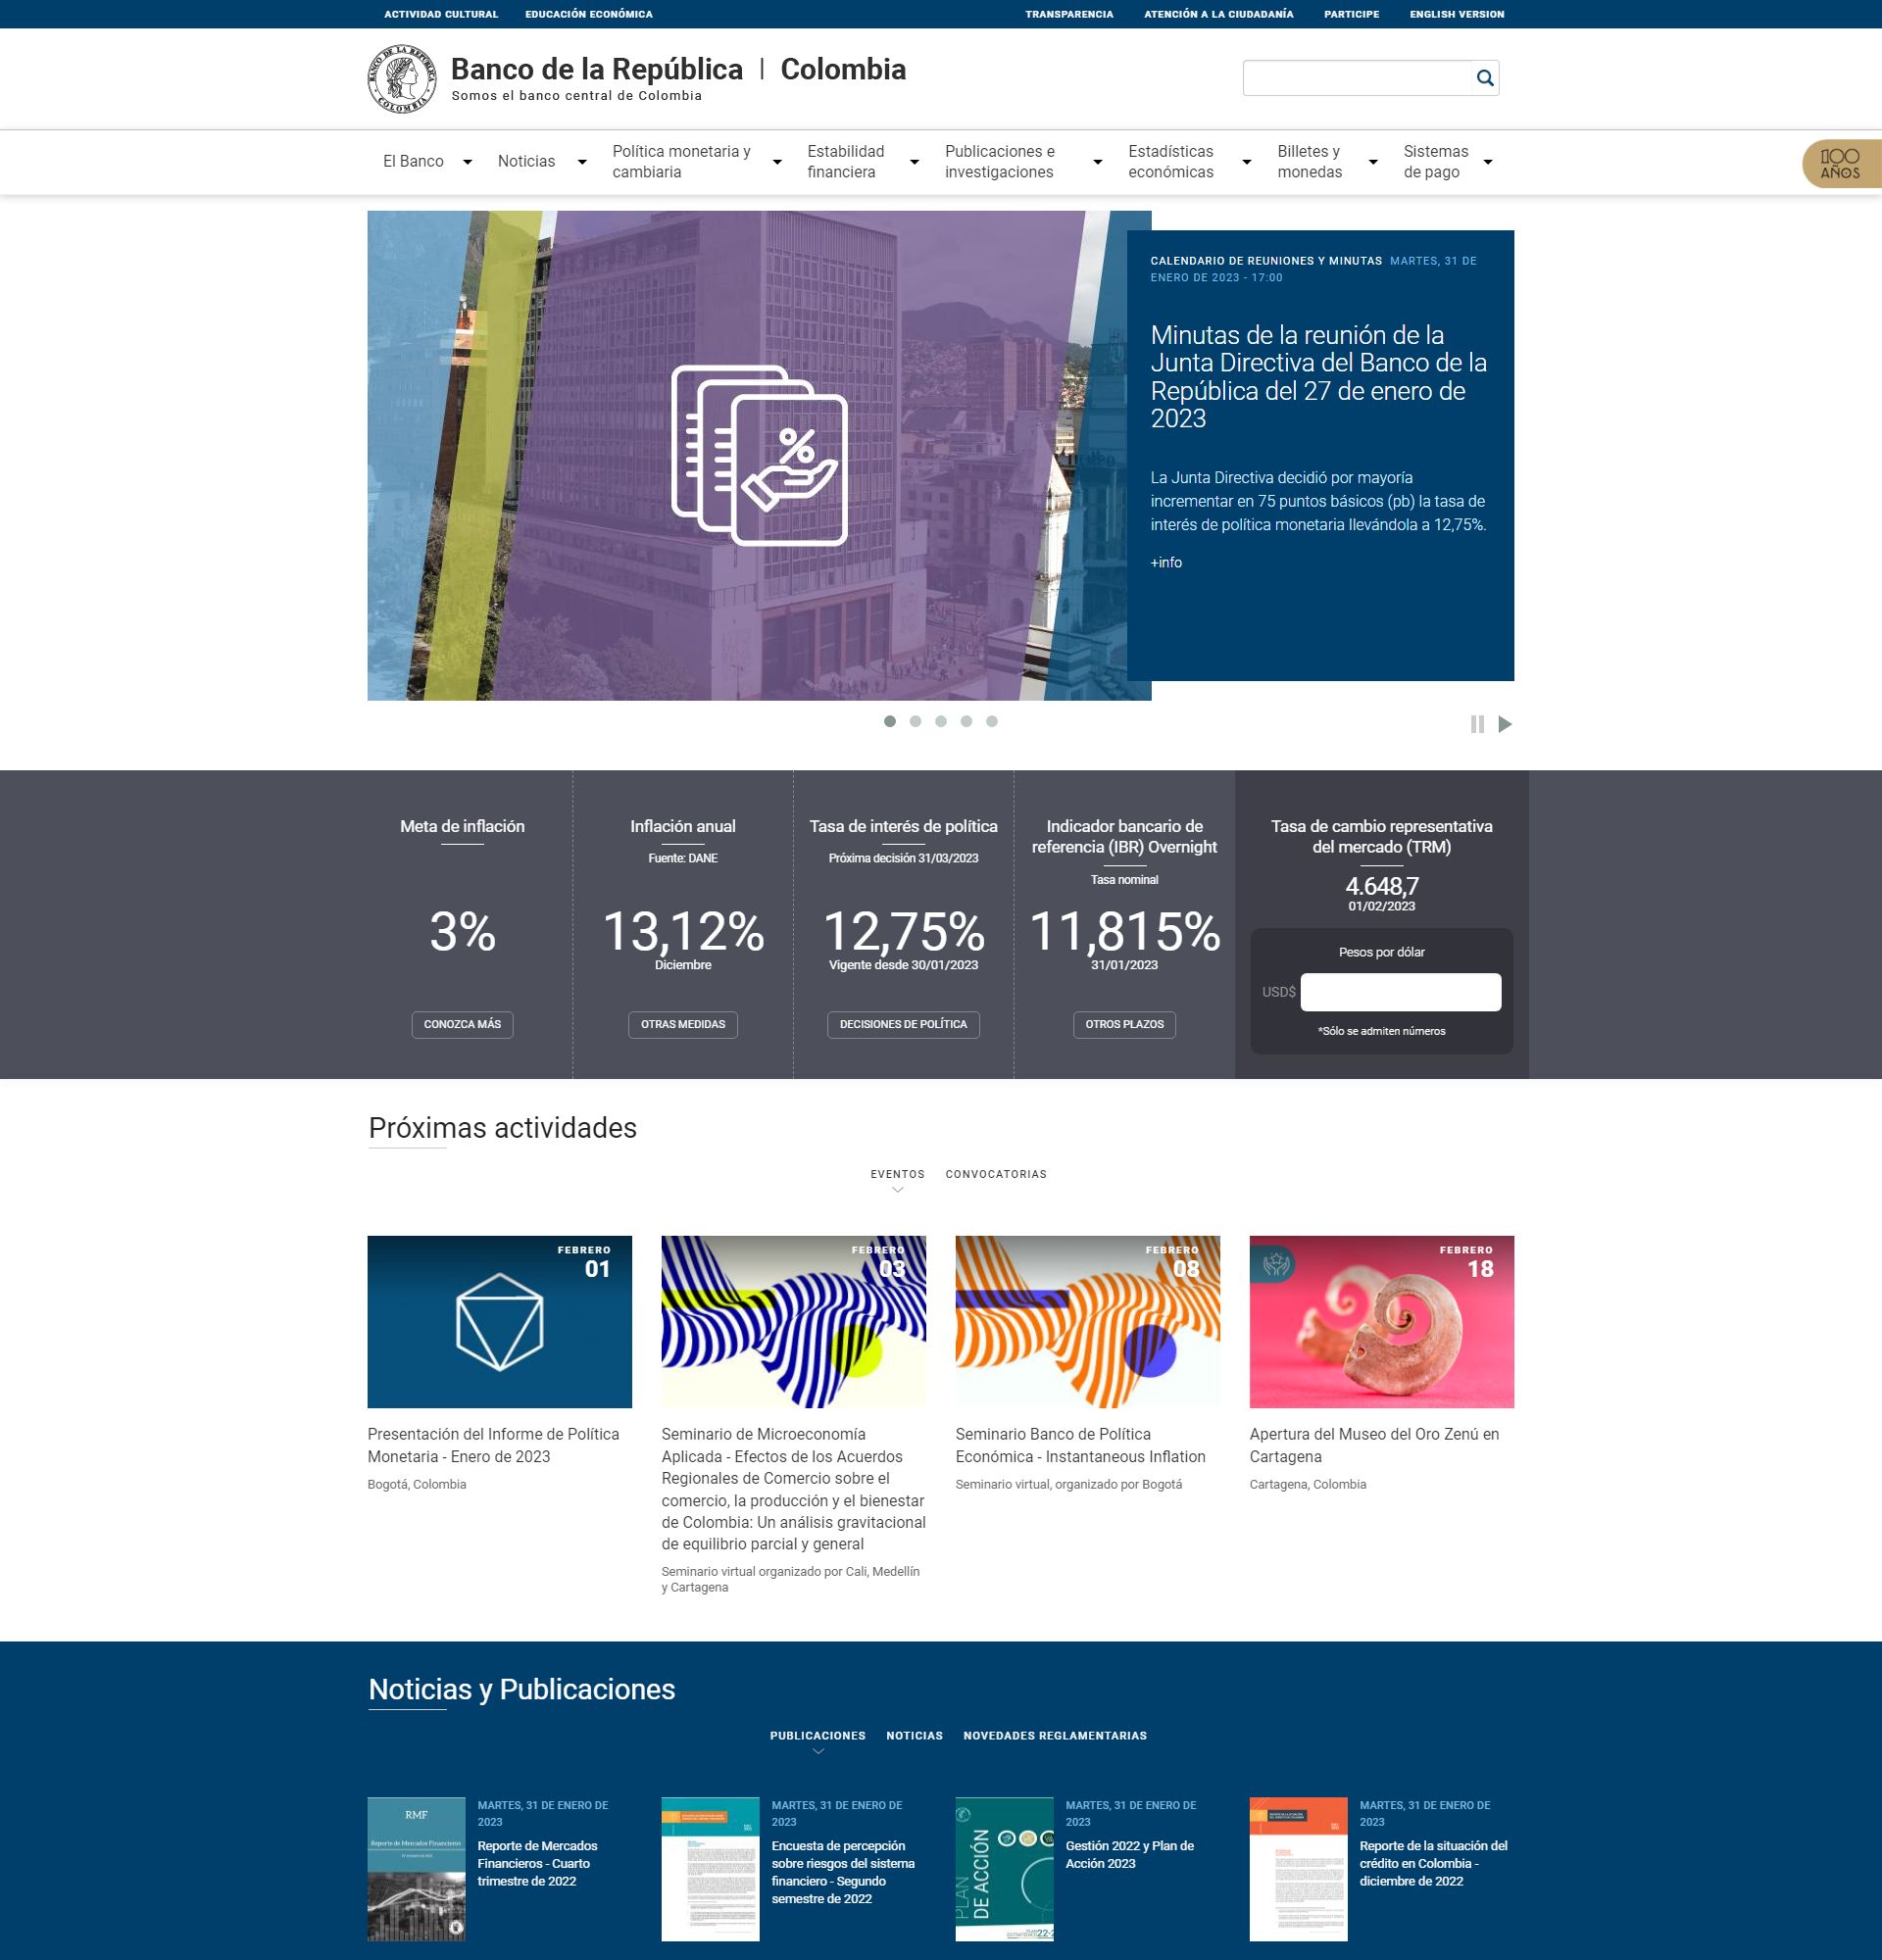 ACTIVIDAD CULTURAL EDUCACIÓN ECONÓMICA TRANSPARENCIA ATENCIÓN A LA CIUDADANÍA PARTICIPE ENGLISH VERSION
BANCO DE LA REPÚBLICA COLOMBIA
Banco de la República | Colombia
Somos el banco central de Colombia
El Banco
Noticias
Política monetaria y
cambiaria
Estabilidad
financiera
Publicaciones e
investigaciones
Estadísticas
económicas
Billetes y
monedas
Sistemas
de pago
100
AÑOS
CALENDARIO DE REUNIONES Y MINUTAS MARTES, 31 DE
ENERO DE 2023 - 17:00
Minutas de la reunión de la
Junta Directiva del Banco de la
República del 27 de enero de
2023
La Junta Directiva decidió por mayoría
incrementar en 75 puntos básicos (pb) la tasa de
interés de política monetaria llevándola a 12,75%.
+info
%
Meta de inflación
3%
CONOZCA MÁS
Inflación anual
Fuente: DANE
13,12%
Diciembre
OTRAS MEDIDAS
Tasa de interés de política
Próxima decisión 31/03/2023
12,75%
Vigente desde 30/01/2023
DECISIONES DE POLÍTICA
Indicador bancario de
referencia (IBR) Overnight
Tasa nominal
11,815%
31/01/2023
OTROS PLAZOS
Tasa de cambio representativa
del mercado (TRM)
4.648,7
01/02/2023
Pesos por dólar
USD$
*Sólo se admiten números
Próximas actividades
EVENTOS CONVOCATORIAS
FEBRERO
01
Presentación del Informe de Política
Monetaria - Enero de 2023
Bogotá, Colombia
FEBRERO
03
Seminario de Microeconomía
Aplicada - Efectos de los Acuerdos
Regionales de Comercio sobre el
comercio, la producción y el bienestar
de Colombia: Un análisis gravitacional
de equilibrio parcial y general
Seminario virtual organizado por Cali, Medellín
y Cartagena
FEBRERO
08
Seminario Banco de Política
Económica - Instantaneous Inflation
Seminario virtual, organizado por Bogotá
FEBRERO
18
Apertura del Museo del Oro Zenú en
Cartagena
Cartagena, Colombia
Noticias y Publicaciones
PUBLICACIONES NOTICIAS NOVEDADES REGLAMENTARIAS
RMF
Reporte de Mercados Financieros
MARTES, 31 DE ENERO DE
2023
Reporte de Mercados
Financieros - Cuarto
trimestre de 2022
MARTES, 31 DE ENERO DE
2023
Encuesta de percepción
sobre riesgos del sistema
financiero - Segundo
semestre de 2022
PLAN
DE ACCIÓN
MARTES, 31 DE ENERO DE
2023
Gestión 2022 y Plan de
Acción 2023
MARTES, 31 DE ENERO DE
2023
Reporte de la situación del
crédito en Colombia -
diciembre de 2022